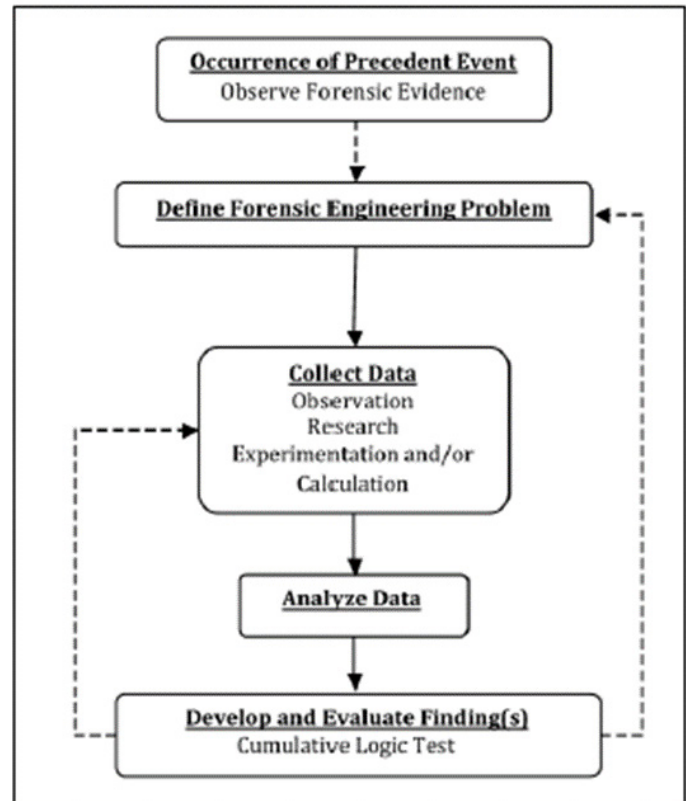 Occurrence of Precedent Event
Observe Forensic Evidence
Define Forensic Engineering Problem
Collect Data
Observation
Research
Experimentation and/or
Calculation
Analyze Data
Develop and Evaluate Finding(s)
Cumulative Logic Test